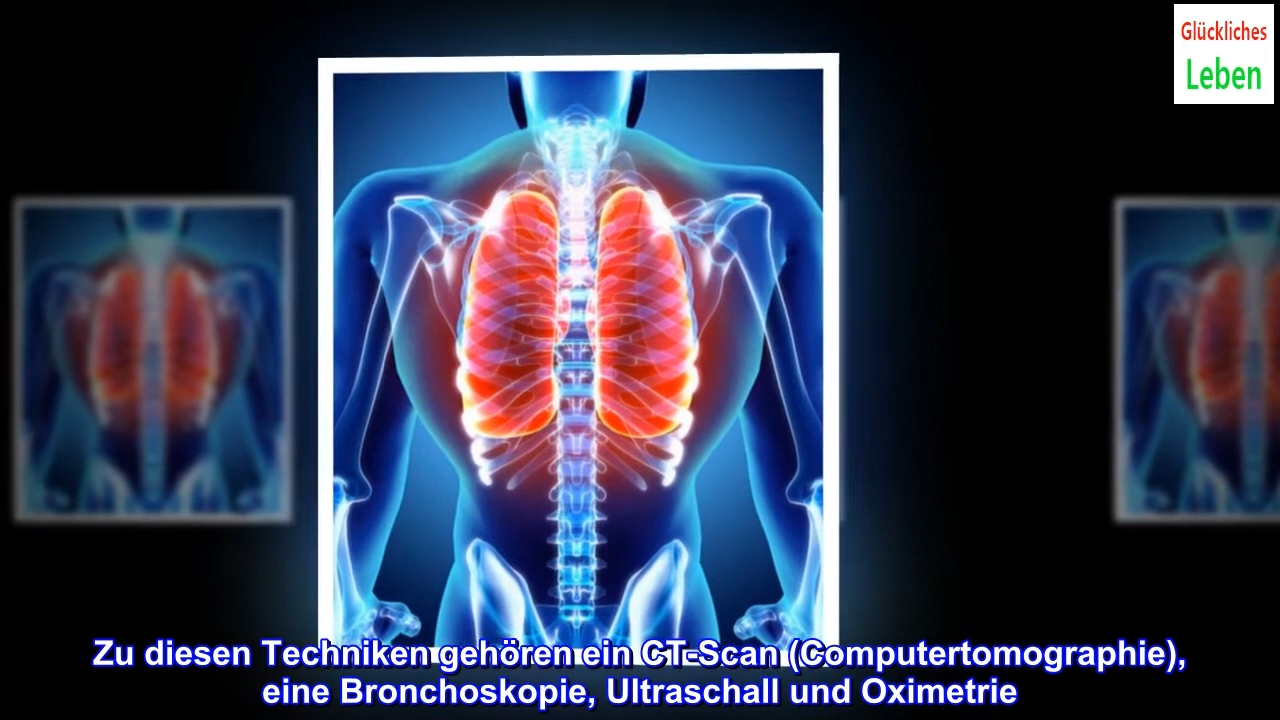 Glückliches
Leben
Zu diesen Techniken gehören ein CT-Scan (Computertomographie),
eine Bronchoskopie, Ultraschall und Oximetrie